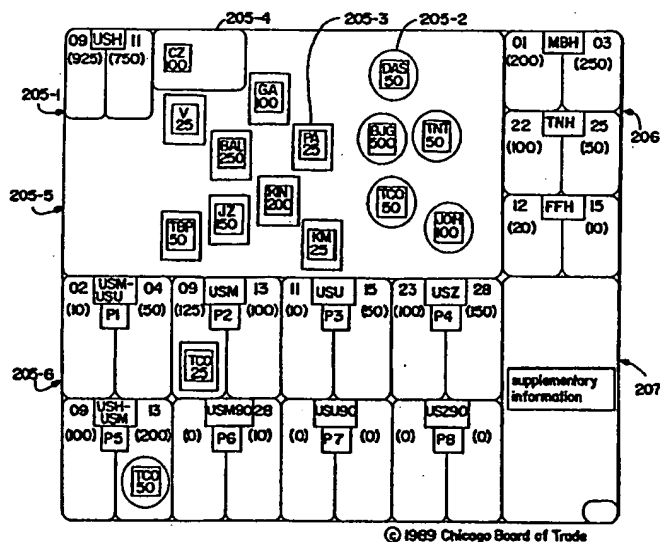 205-4
205-3
205-2
09 USH 11
(925) (750)
CZ
100
GA
100
DAS
50
01 MBH 03
(200) (250)
205-1
V
25
BAL
250
PA
25
BJG
500
TNT
50
206
22 TNH 25
(100) (50)
205-5
TBP
50
JZ
150
KIN
200
KM
25
TCO
50
JOH
100
12 FFH 15
(20) (10)
02 USM-USU 04
(10) P1 (50)
09 USM 13
(125) P2 (100)
11 USU 15
(10) P3 (50)
23 USZ 28
(100) P4 (150)
205-6
TCO
25
supplementary
information
207
09 USH-USM 13
(100) P5 (200)
USM90 28
(0) P6 (10)
USU90
(0) P7 (0)
USZ90
(0) P8 (0)
TCO
50
© 1989 Chicago Board of Trade